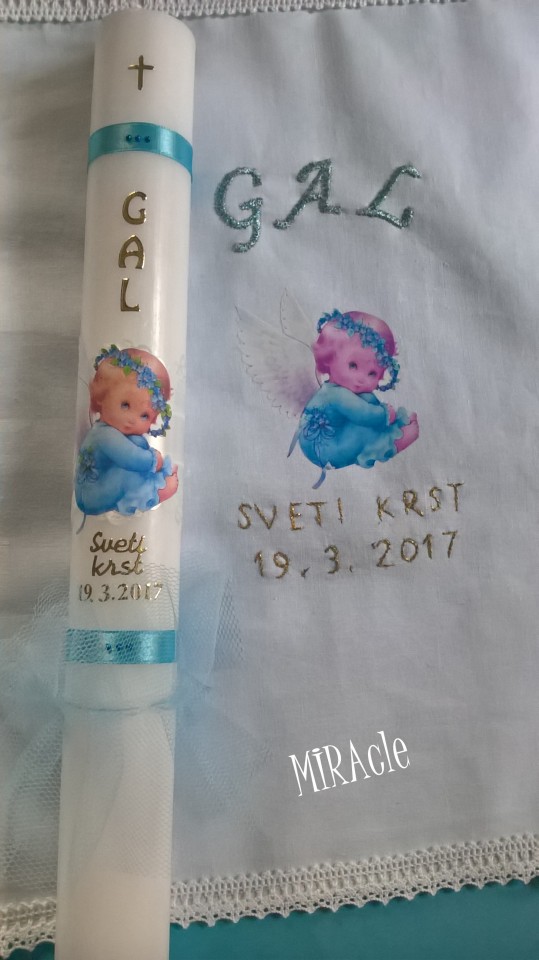 GAL
Sveti
krst
19.3.2017
GAL
SVETI KRST
19. 3. 2017
MiRAcle